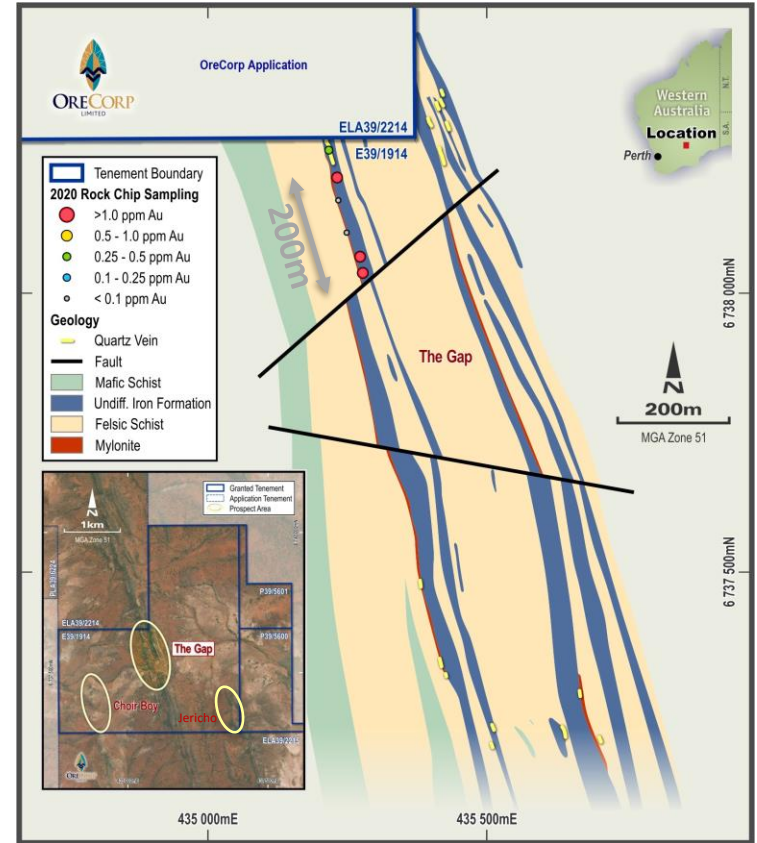 ORECORP
LIMITED
OreCorp Application
ELA39/2214
E39/1914
Western
Australia
Location
Perth
N.T.
S.A.
Tenement Boundary
2020 Rock Chip Sampling
>1.0 ppm Au
0.5 - 1.0 ppm Au
0.25 - 0.5 ppm Au
0.1 - 0.25 ppm Au
< 0.1 ppm Au
Geology
Quartz Vein
Fault
Mafic Schist
Undiff. Iron Formation
Felsic Schist
Mylonite
200m
The Gap
6 738 000mN
N
200m
MGA Zone 51
6 737 500mN
N
1km
MGA Zone 51
Granted Tenement
Application Tenement
Prospect Area
PLA39/6224
ELA39/2214
E39/1914
P39/5601
P39/5600
The Gap
Choir Boy
Jericho
435 000mE
435 500mE